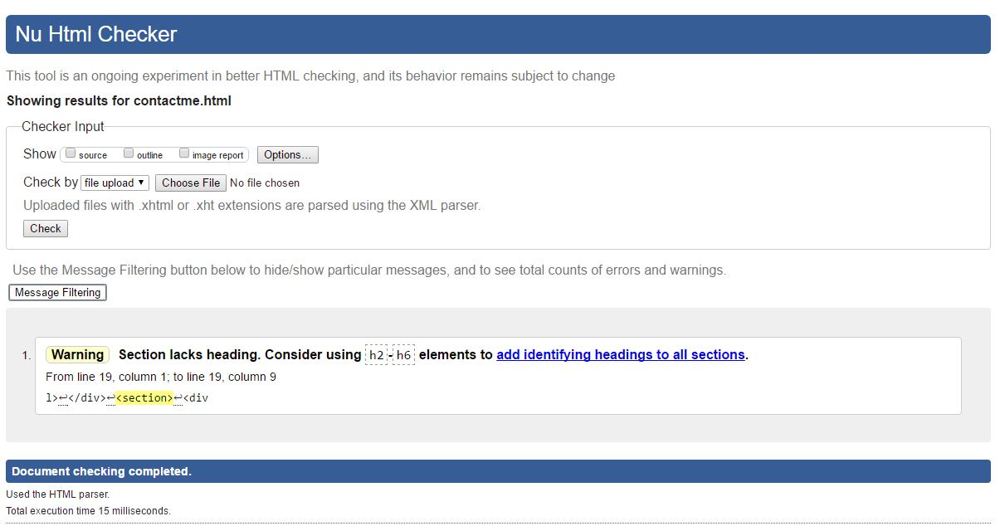 Nu Html Checker
This tool is an ongoing experiment in better HTML checking, and its behavior remains subject to change
Showing results for contactme.html
Checker Input
Show source outline image report Options...
Check by file upload ▾ Choose File No file chosen
Uploaded files with .xhtml or .xht extensions are parsed using the XML parser.
Check
Use the Message Filtering button below to hide/show particular messages, and to see total counts of errors and warnings.
Message Filtering
1. Warning Section lacks heading. Consider using h2-h6 elements to add identifying headings to all sections.
From line 19, column 1; to line 19, column 9
l>↩</div>↩<section>↩<div
Document checking completed.
Used the HTML parser.
Total execution time 15 milliseconds.